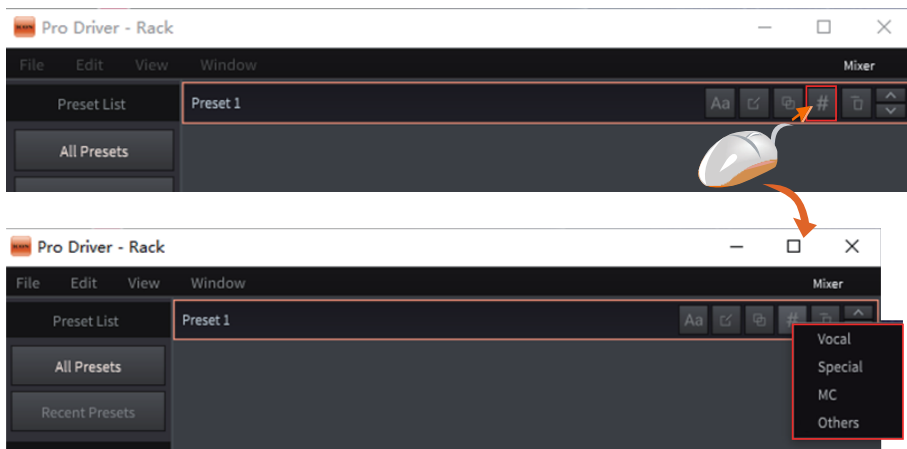 Pro Driver - Rack
File Edit View Window Mixer
Preset List Preset 1 Aa #
All Presets
Pro Driver - Rack
File Edit View Window Mixer
Preset List Preset 1 Aa #
Vocal
All Presets Special
MC
Recent Presets
Others